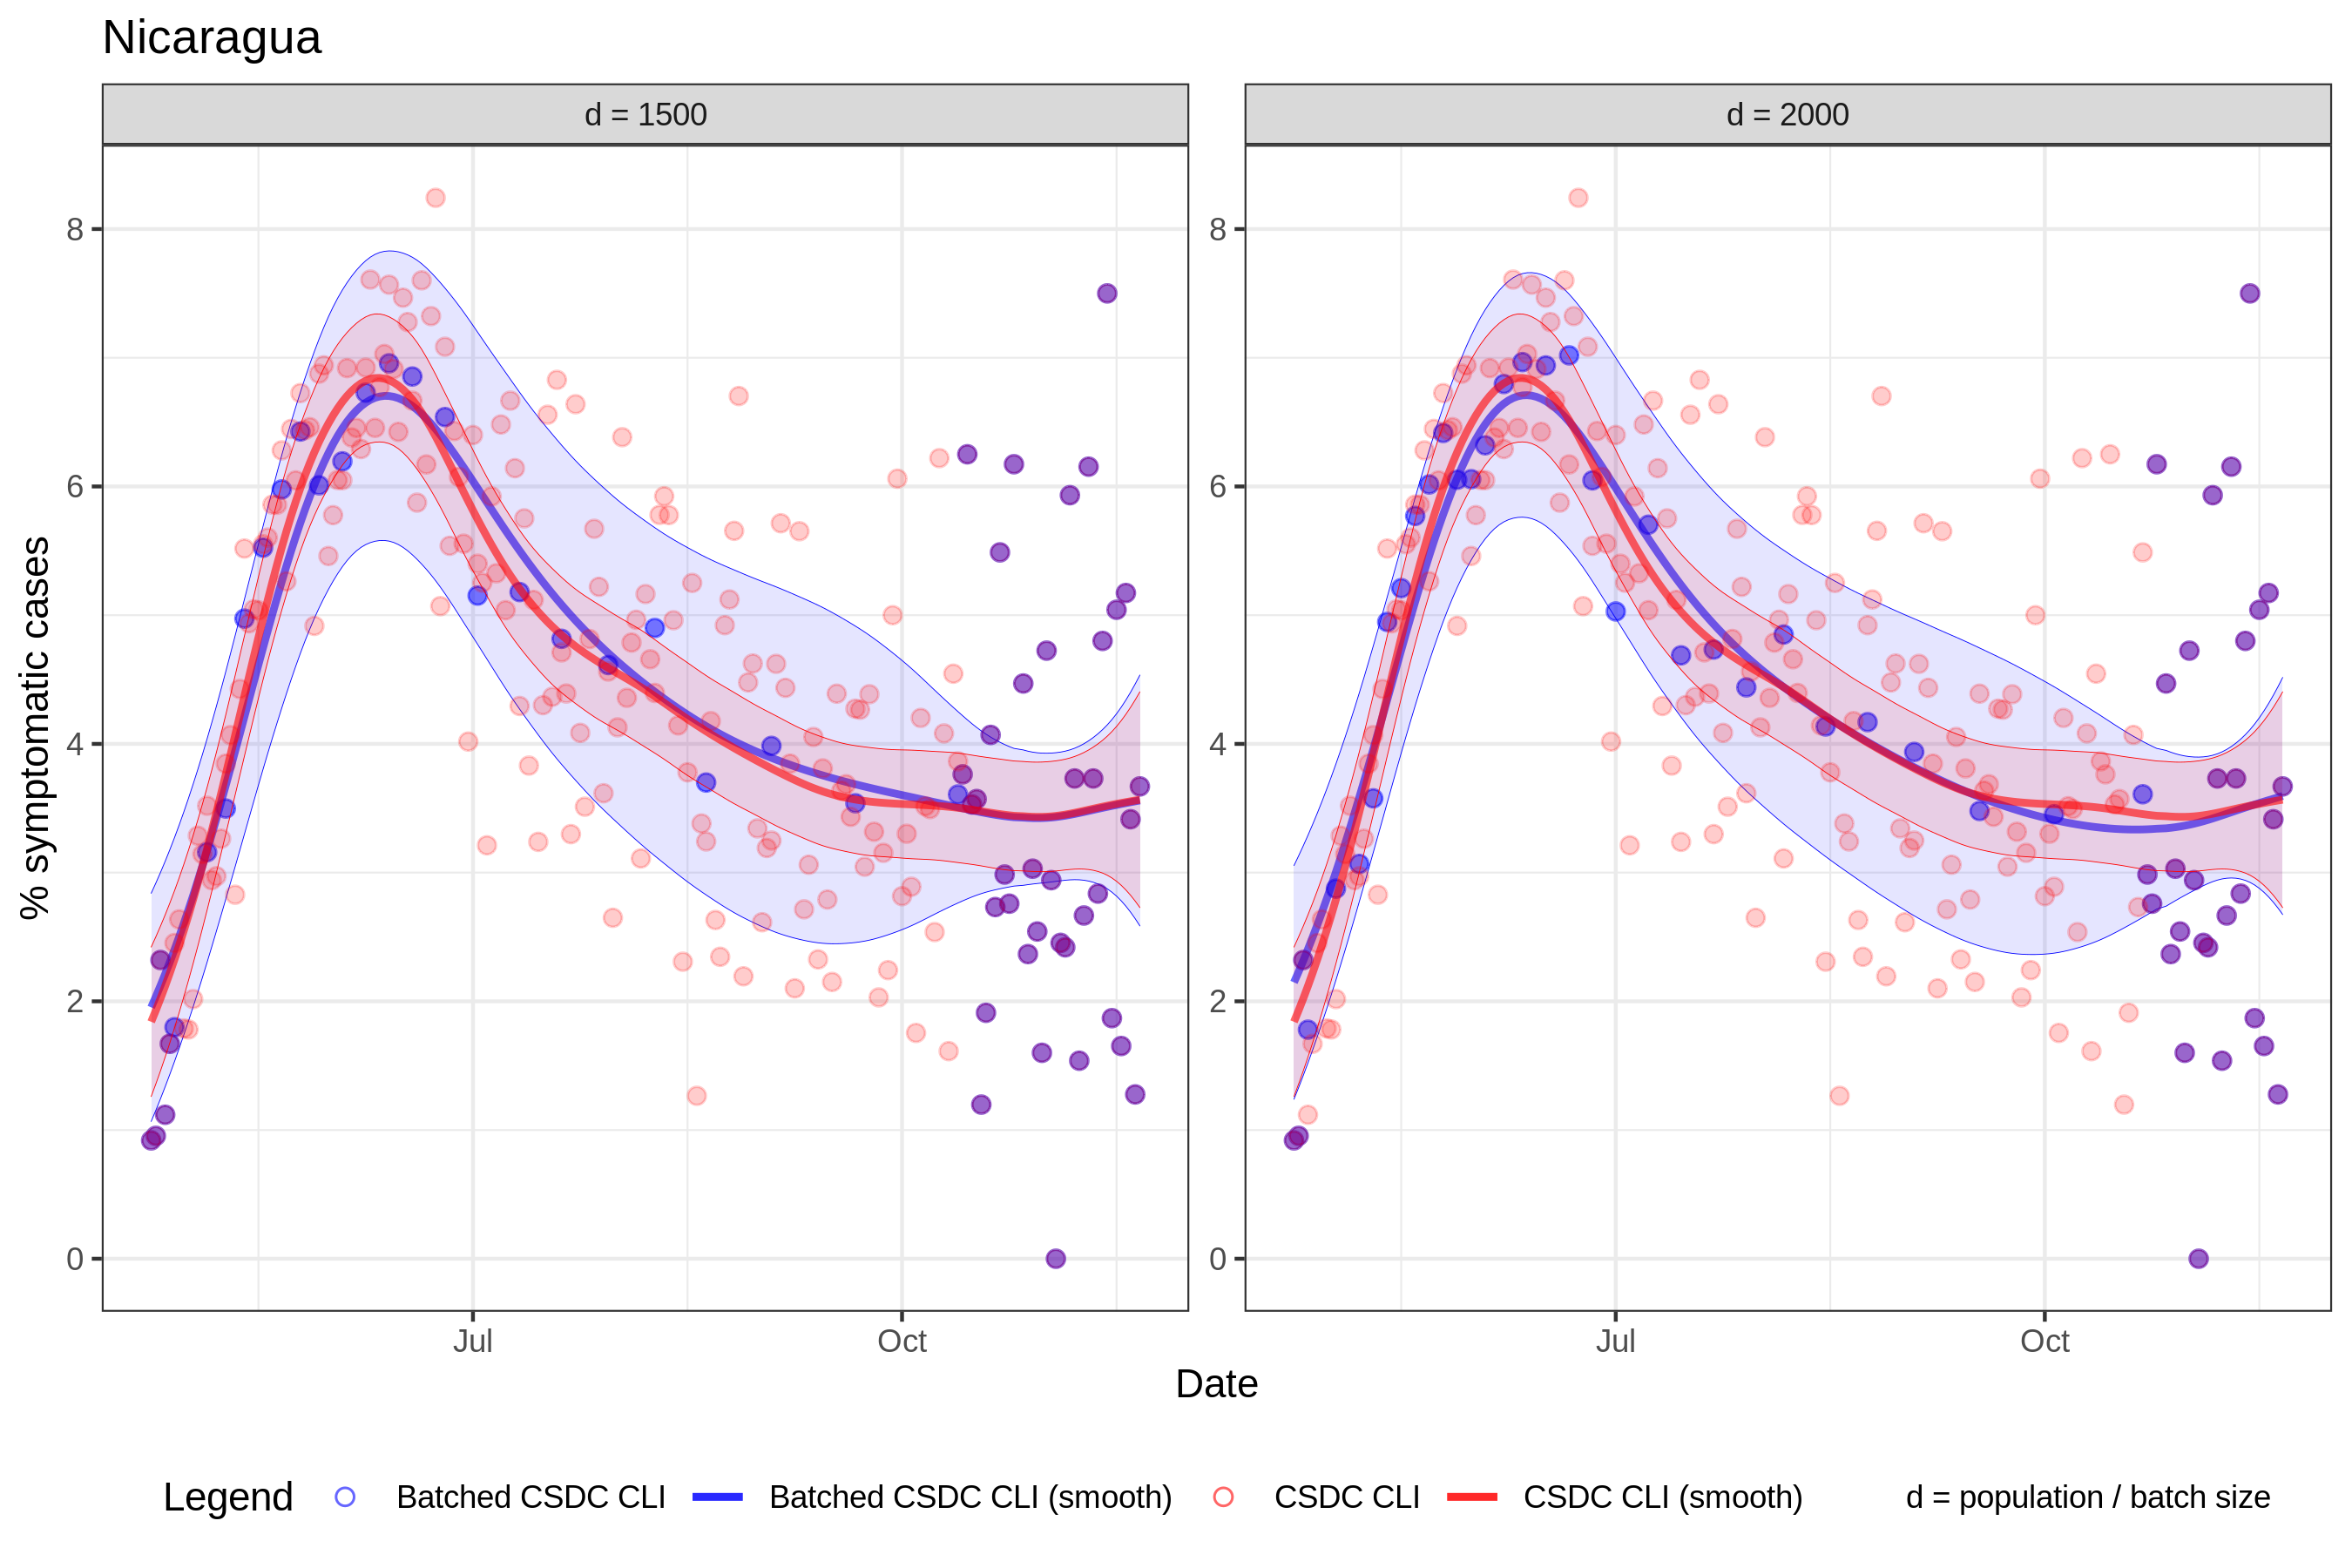 Nicaragua
d = 1500
d = 2000
% symptomatic cases
8
6
4
2
0
8
6
4
2
0
Jul
Oct
Jul
Oct
Date
Legend
Batched CSDC CLI
Batched CSDC CLI (smooth)
CSDC CLI
CSDC CLI (smooth)
d = population / batch size